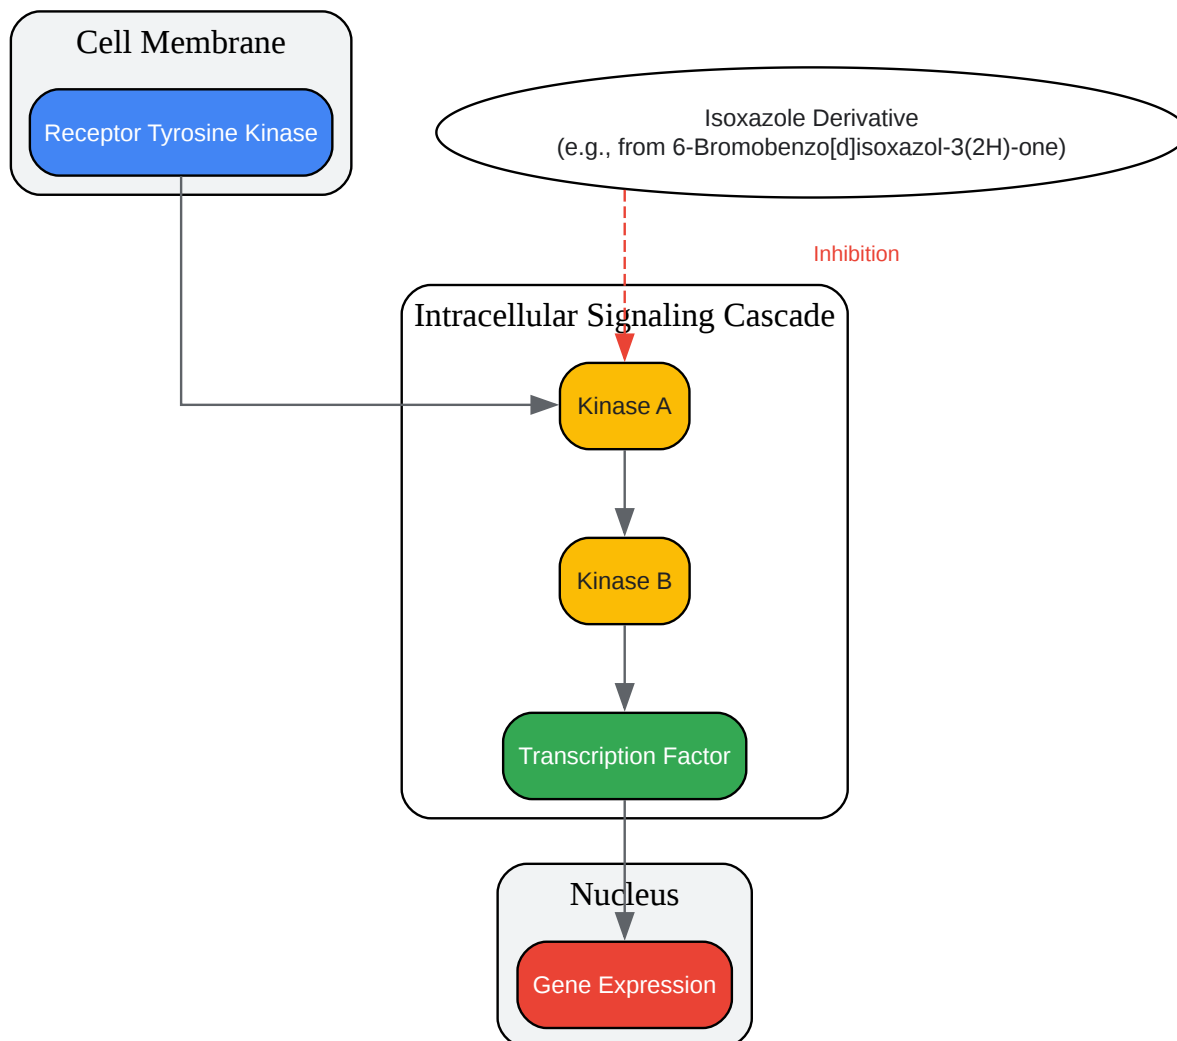 Cell Membrane
Receptor Tyrosine Kinase
Isoxazole Derivative
(e.g., from 6-Bromobenzo[d]isoxazol-3(2H)-one)
Inhibition
Intracellular Signaling Cascade
Kinase A
Kinase B
Transcription Factor
Nucleus
Gene Expression